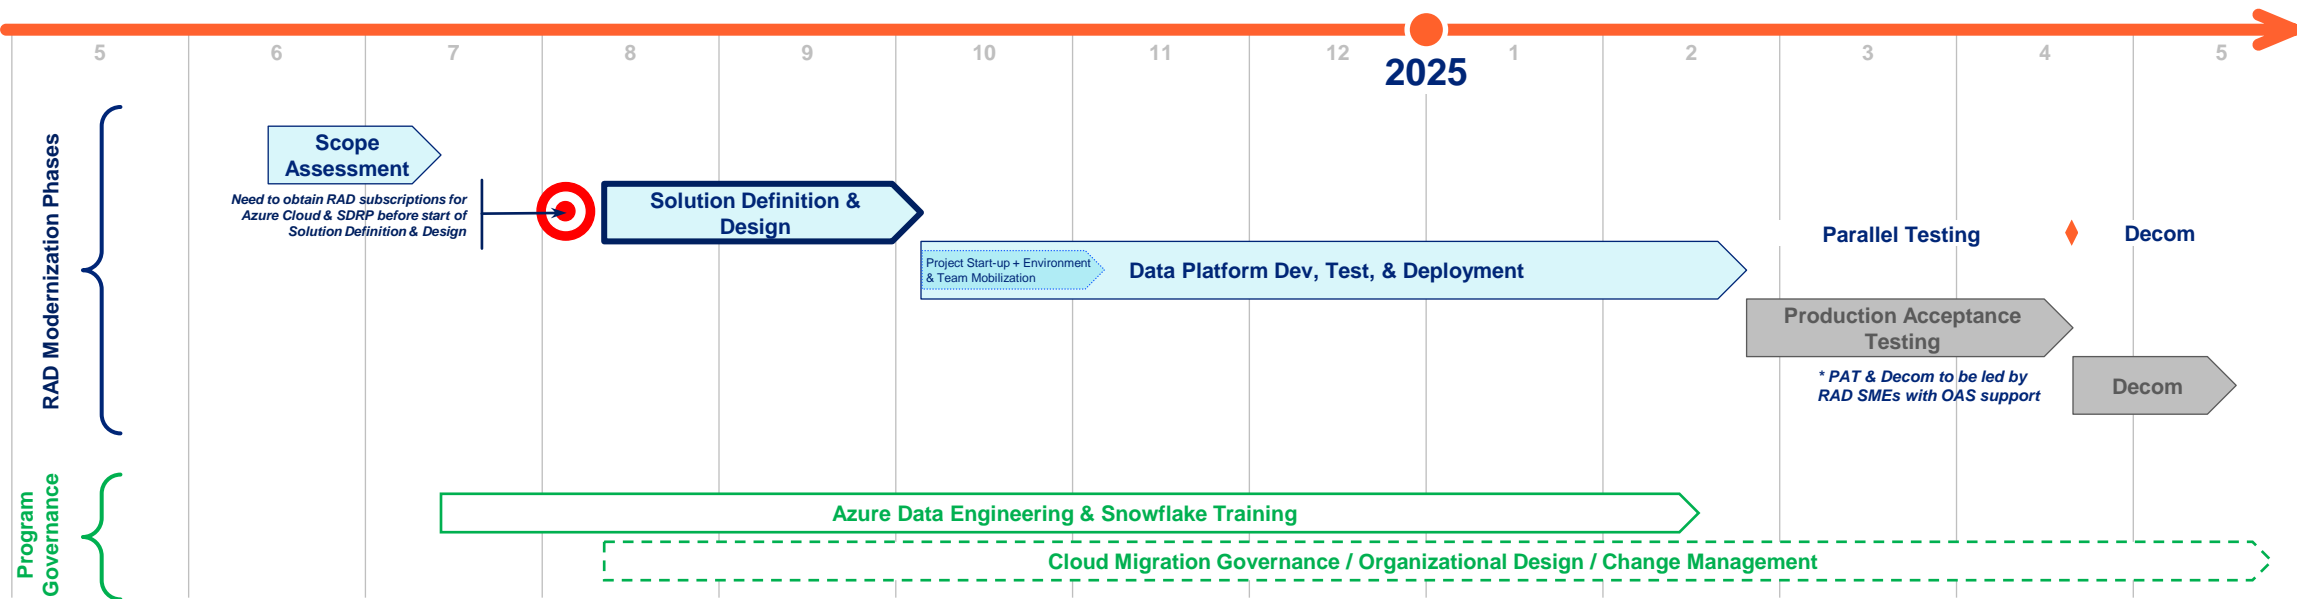 5 6 7 8 9 10 11 12 1 2 3 4 5
2025
RAD Modernization Phases
Scope
Assessment
Need to obtain RAD subscriptions for
Azure Cloud & SDRP before start of
Solution Definition & Design
Solution Definition &
Design
Project Start-up + Environment
& Team Mobilization
Data Platform Dev, Test, & Deployment
Parallel Testing
Decom
Production Acceptance
Testing
* PAT & Decom to be led by
RAD SMEs with OAS support
Decom
Program
Governance
Azure Data Engineering & Snowflake Training
Cloud Migration Governance / Organizational Design / Change Management